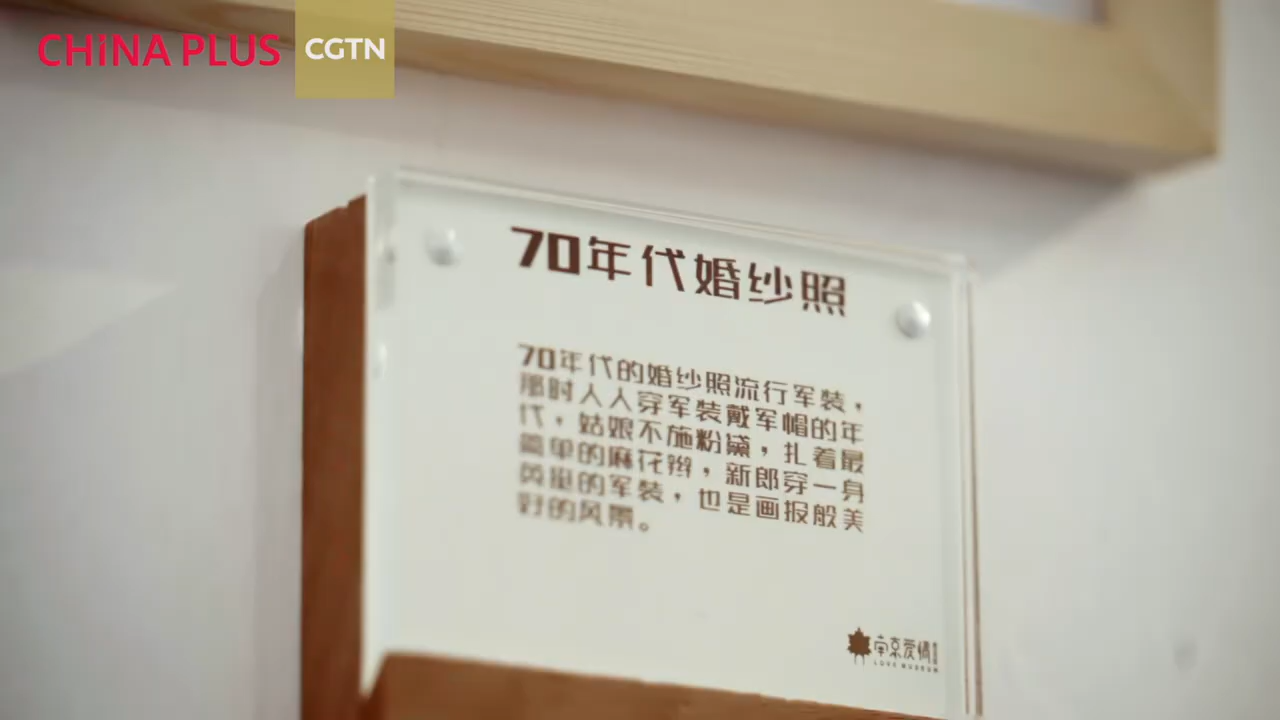 CHINA PLUS
CGTN
70年代婚纱照
70年代的婚纱照流行军装，
那时人人穿军装戴军帽的年
代，姑娘不施粉黛，扎着最
简单的麻花辫，新郎穿一身
英挺的军装，也是画报般美
好的风景。
南京爱情
LOVE MUSEUM